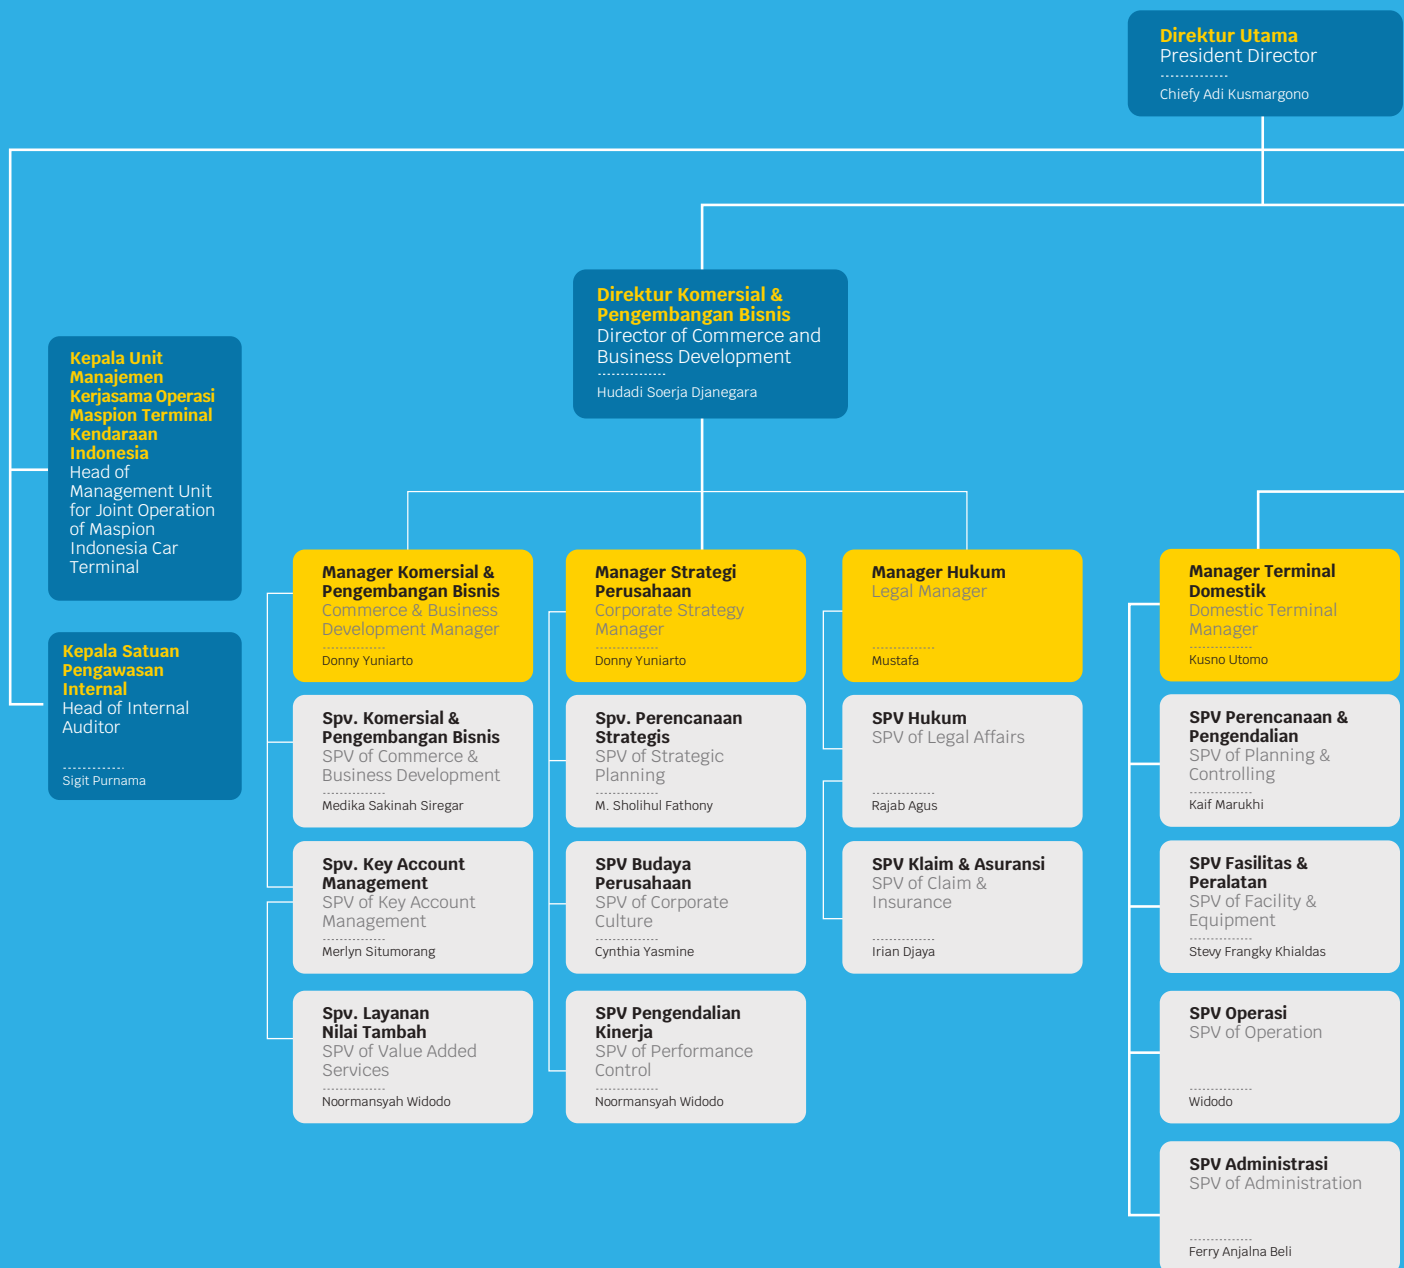 Direktur Utama
President Director
Chiefy Adi Kusmargono
Direktur Komersial &
Pengembangan Bisnis
Director of Commerce and
Business Development
Hudadi Soerja Djanegara
Kepala Unit
Manajemen
Kerjasama Operasi
Maspion Terminal
Kendaraan
Indonesia
Head of
Management Unit
for Joint Operation
of Maspion
Indonesia Car
Terminal
Kepala Satuan
Pengawasan
Internal
Head of Internal
Auditor
Sigit Purnama
Manager Komersial &
Pengembangan Bisnis
Commerce & Business
Development Manager
Donny Yuniarto
Spv. Komersial &
Pengembangan Bisnis
SPV of Commerce &
Business Development
Medika Sakinah Siregar
Spv. Key Account
Management
SPV of Key Account
Management
Merlyn Situmorang
Spv. Layanan
Nilai Tambah
SPV of Value Added
Services
Noormansyah Widodo
Manager Strategi
Perusahaan
Corporate Strategy
Manager
Donny Yuniarto
Spv. Perencanaan
Strategis
SPV of Strategic
Planning
M. Sholihul Fathony
SPV Budaya
Perusahaan
SPV of Corporate
Culture
Cynthia Yasmine
SPV Pengendalian
Kinerja
SPV of Performance
Control
Noormansyah Widodo
Manager Hukum
Legal Manager
Mustafa
SPV Hukum
SPV of Legal Affairs
Rajab Agus
SPV Klaim & Asuransi
SPV of Claim &
Insurance
Irian Djaya
Manager Terminal
Domestik
Domestic Terminal
Manager
Kusno Utomo
SPV Perencanaan &
Pengendalian
SPV of Planning &
Controlling
Kaif Marukhi
SPV Fasilitas &
Peralatan
SPV of Facility &
Equipment
Stevy Frangky Khialdas
SPV Operasi
SPV of Operation
Widodo
SPV Administrasi
SPV of Administration
Ferry Anjalna Beli